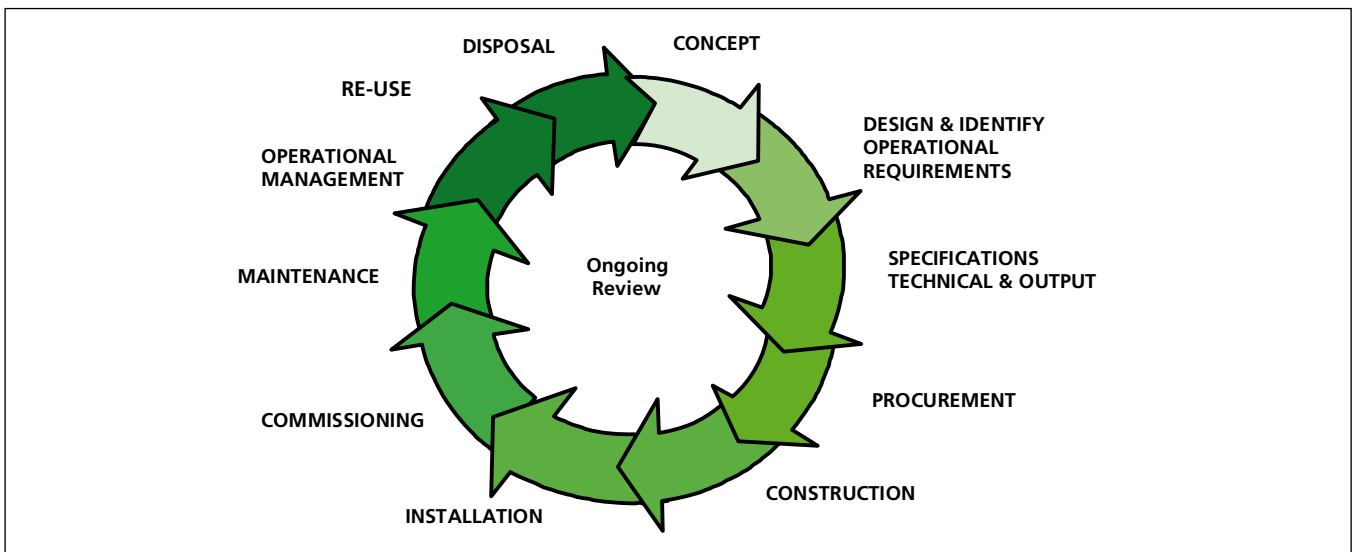 DISPOSAL
CONCEPT
RE-USE
DESIGN & IDENTIFY
OPERATIONAL
REQUIREMENTS
OPERATIONAL
MANAGEMENT
SPECIFICATIONS
TECHNICAL & OUTPUT
MAINTENANCE
Ongoing
Review
PROCUREMENT
COMMISSIONING
CONSTRUCTION
INSTALLATION